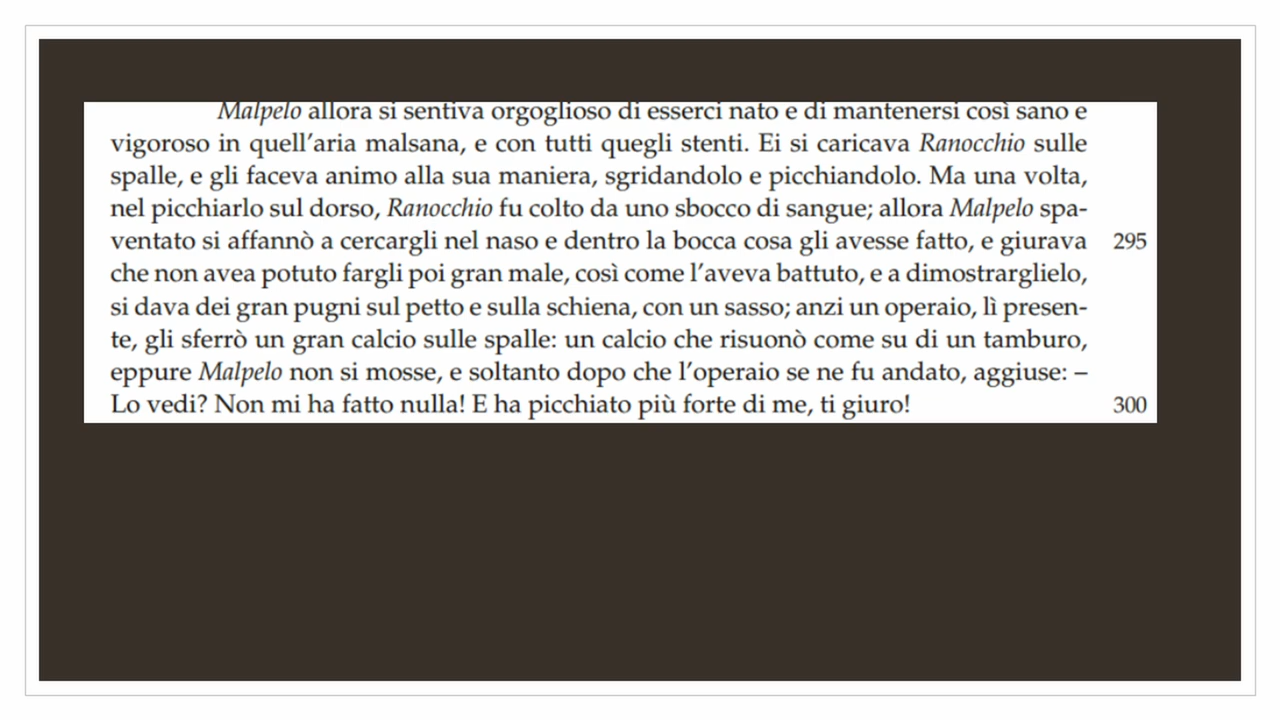 Malpelo allora si sentiva orgoglioso di esserci nato e di mantenersi così sano e
vigoroso in quell'aria malsana, e con tutti quegli stenti. Ei si caricava Ranocchio sulle
spalle, e gli faceva animo alla sua maniera, sgridandolo e picchiandolo. Ma una volta,
nel picchiarlo sul dorso, Ranocchio fu colto da uno sbocco di sangue; allora Malpelo spa-
ventato si affannò a cercargli nel naso e dentro la bocca cosa gli avesse fatto, e giurava 295
che non avea potuto fargli poi gran male, così come l'aveva battuto, e a dimostrarglielo,
si dava dei gran pugni sul petto e sulla schiena, con un sasso; anzi un operaio, lì presen-
te, gli sferrò un gran calcio sulle spalle: un calcio che risuonò come su di un tamburo,
eppure Malpelo non si mosse, e soltanto dopo che l'operaio se ne fu andato, aggiuse: –
Lo vedi? Non mi ha fatto nulla! E ha picchiato più forte di me, ti giuro! 300